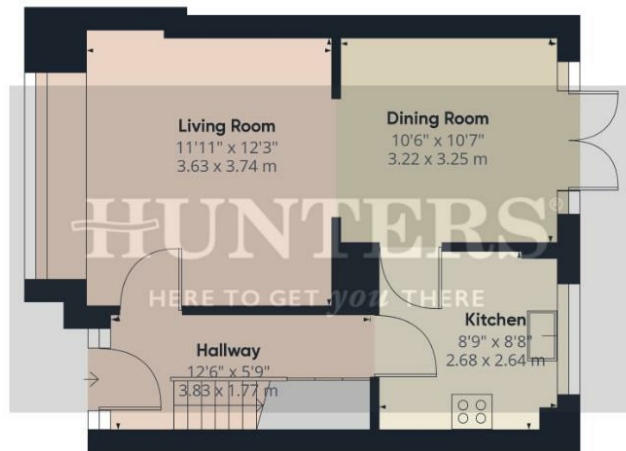 Living Room
11'11" x 12'3"
3.63 x 3.74 m
Dining Room
10'6" x 10'7"
3.22 x 3.25 m
HUNTERS®
HERE TO GET you THERE
Kitchen
8'9" x 8'8"
2.68 x 2.64 m
Hallway
12'6" x 5'9"
3.83 x 1.77 m